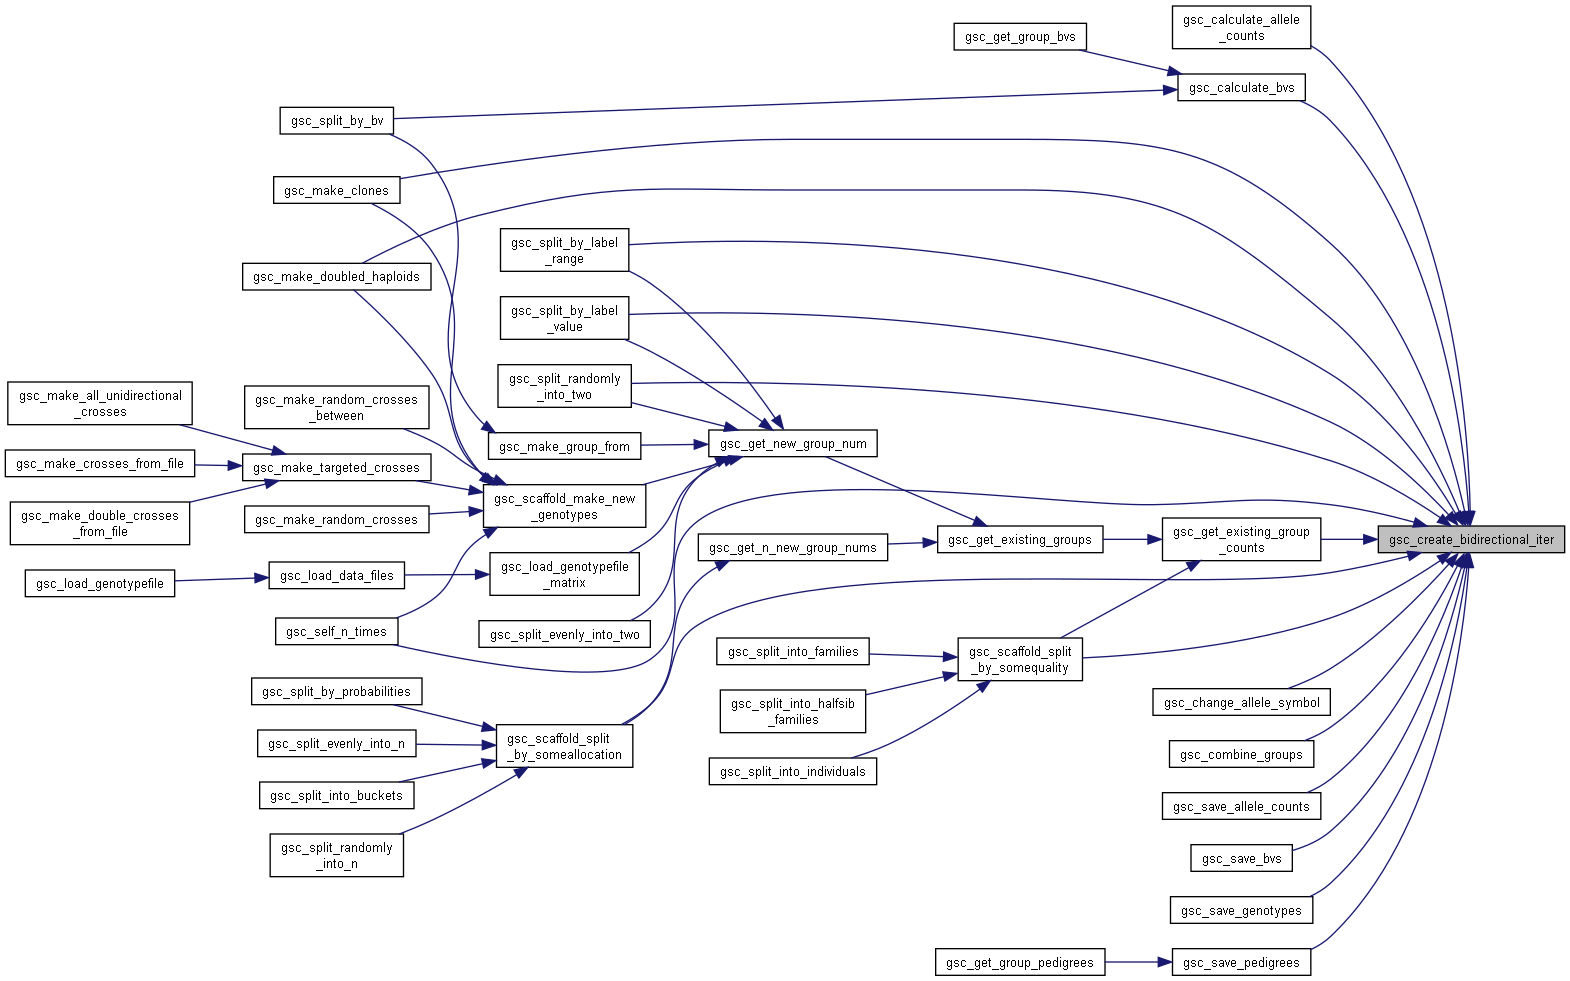 gsc_calculate_allele
_counts
gsc_get_group_bvs
gsc_calculate_bvs
gsc_split_by_bv
gsc_make_clones
gsc_split_by_label
_range
gsc_make_doubled_haploids
gsc_split_by_label
_value
gsc_split_randomly
_into_two
gsc_make_all_unidirectional
_crosses
gsc_make_random_crosses
_between
gsc_make_group_from
gsc_get_new_group_num
gsc_make_crosses_from_file
gsc_make_targeted_crosses
gsc_scaffold_make_new
_genotypes
gsc_make_double_crosses
_from_file
gsc_make_random_crosses
gsc_get_n_new_group_nums
gsc_get_existing_groups
gsc_get_existing_group
_counts
gsc_create_bidirectional_iter
gsc_load_genotypefile
gsc_load_data_files
gsc_load_genotypefile
_matrix
gsc_self_n_times
gsc_split_evenly_into_two
gsc_split_into_families
gsc_scaffold_split
_by_somequality
gsc_split_by_probabilities
gsc_split_into_halfsib
_families
gsc_change_allele_symbol
gsc_split_evenly_into_n
gsc_scaffold_split
_by_someallocation
gsc_combine_groups
gsc_split_into_individuals
gsc_split_into_buckets
gsc_save_allele_counts
gsc_split_randomly
_into_n
gsc_save_bvs
gsc_save_genotypes
gsc_get_group_pedigrees
gsc_save_pedigrees